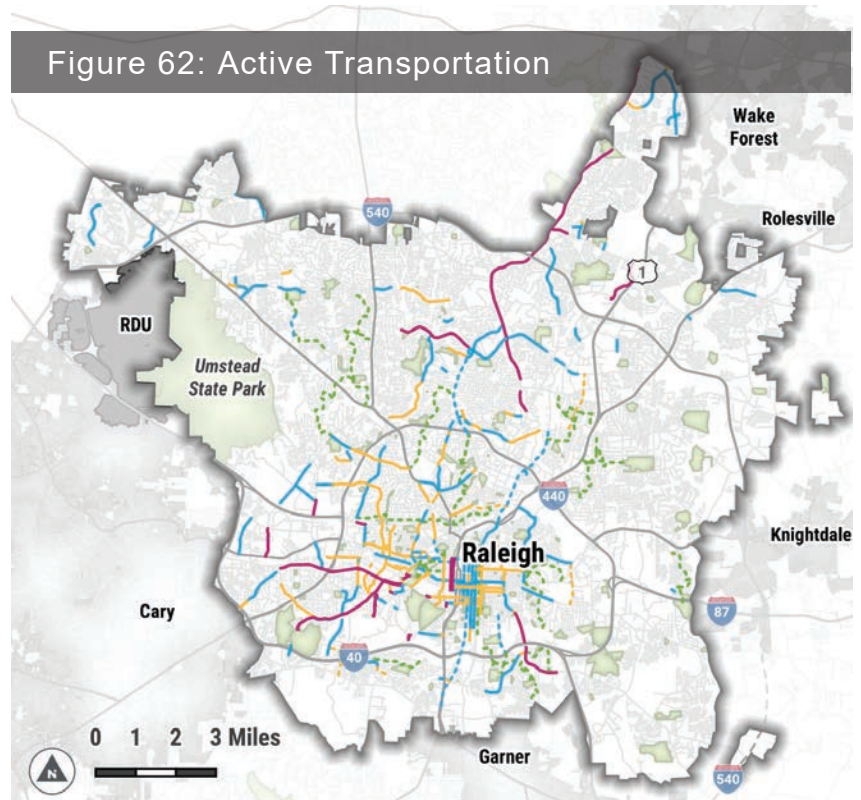 Figure 62: Active Transportation
Wake
Forest
Rolesville
540
1
RDU
Umstead
State Park
440
Raleigh
Knightdale
Cary
87
40
0 1 2 3 Miles
Garner
N
540